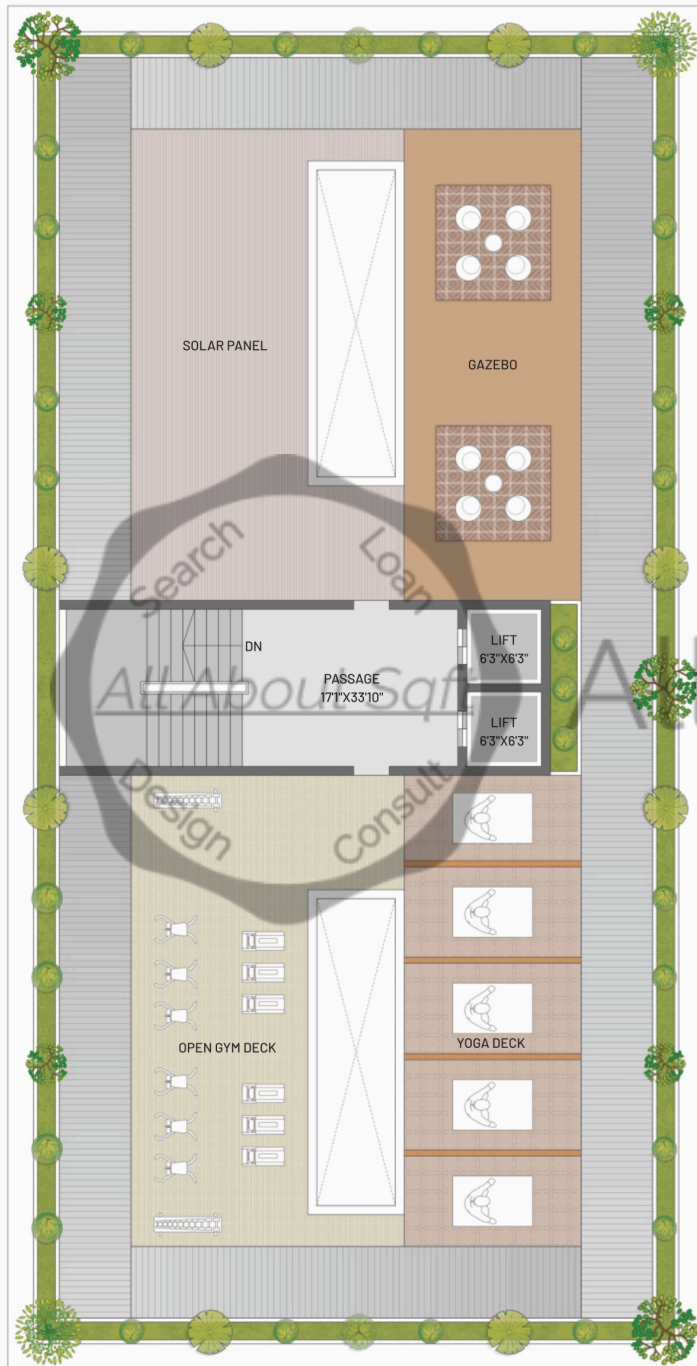 SOLAR PANEL
GAZEBO
Search
Loan
LIFT
6'3"X6'3"
DN
PASSAGE
17'1"X33'10"
All About Sqft
LIFT
6'3"X6'3"
Design
Consult
OPEN GYM DECK
YOGA DECK